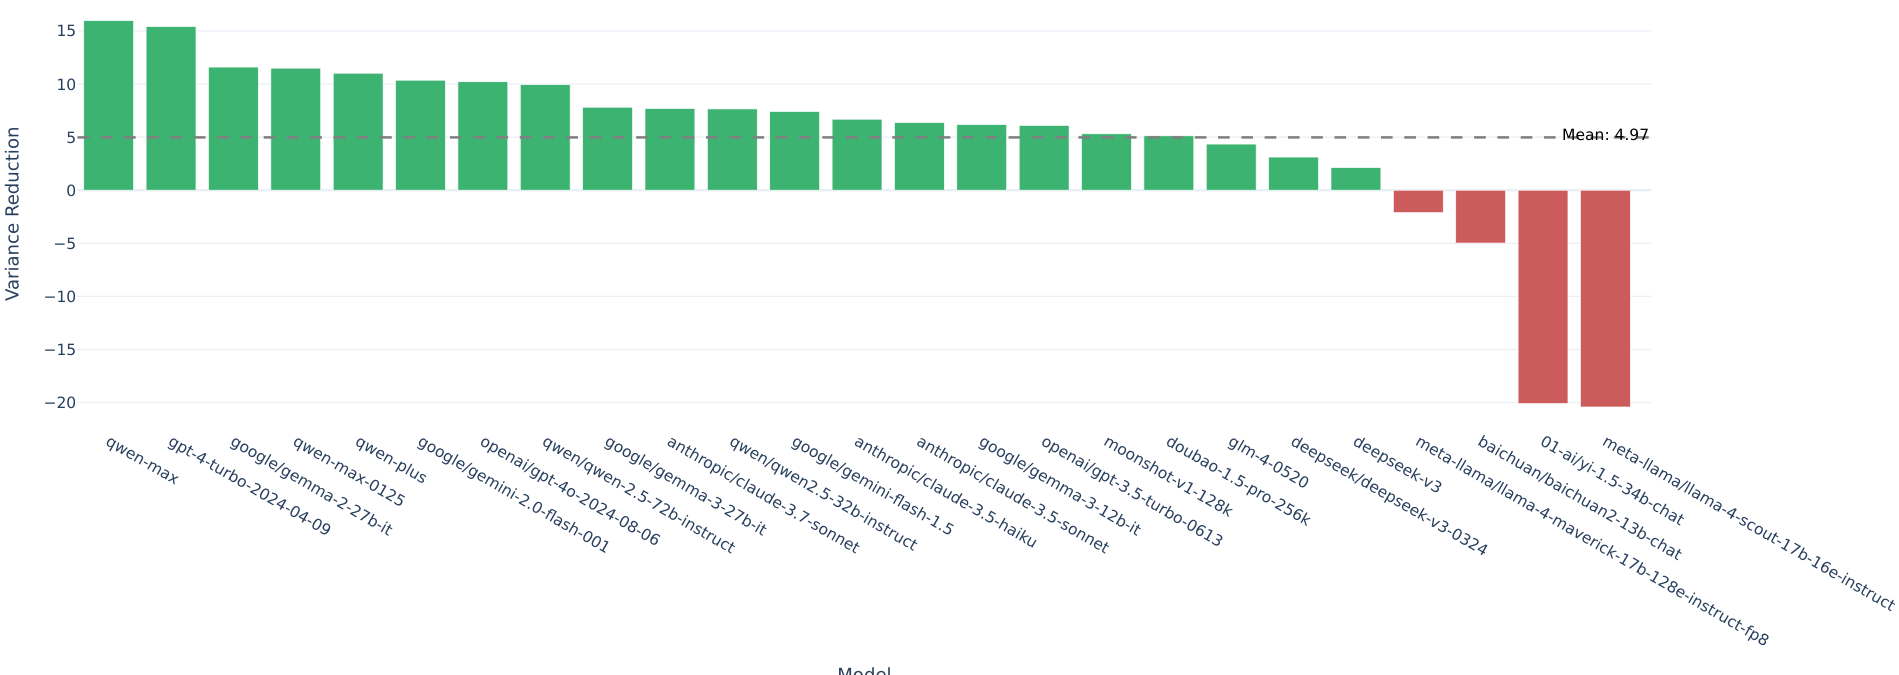 Variance Reduction
15
10
5
0
−5
−10
−15
−20
Mean: 4.97
qwen-max
gpt-4-turbo-2024-04-09
google/gemma-2-27b-it
qwen-max-0125
qwen-plus
google/gemini-2.0-flash-001
openai/gpt-4o-2024-08-06
qwen/qwen-2.5-72b-instruct
google/gemma-3-27b-it
anthropic/claude-3.7-sonnet
qwen/qwen2.5-32b-instruct
google/gemini-flash-1.5
anthropic/claude-3.5-haiku
anthropic/claude-3.5-sonnet
google/gemma-3-12b-it
openai/gpt-3.5-turbo-0613
moonshot-v1-128k
doubao-1.5-pro-256k
glm-4-0520
deepseek/deepseek-v3-0324
deepseek-v3
meta-llama/llama-4-maverick-17b-128e-instruct-fp8
baichuan/baichuan2-13b-chat
01-ai/yi-1.5-34b-chat
meta-llama/llama-4-scout-17b-16e-instruct
Model